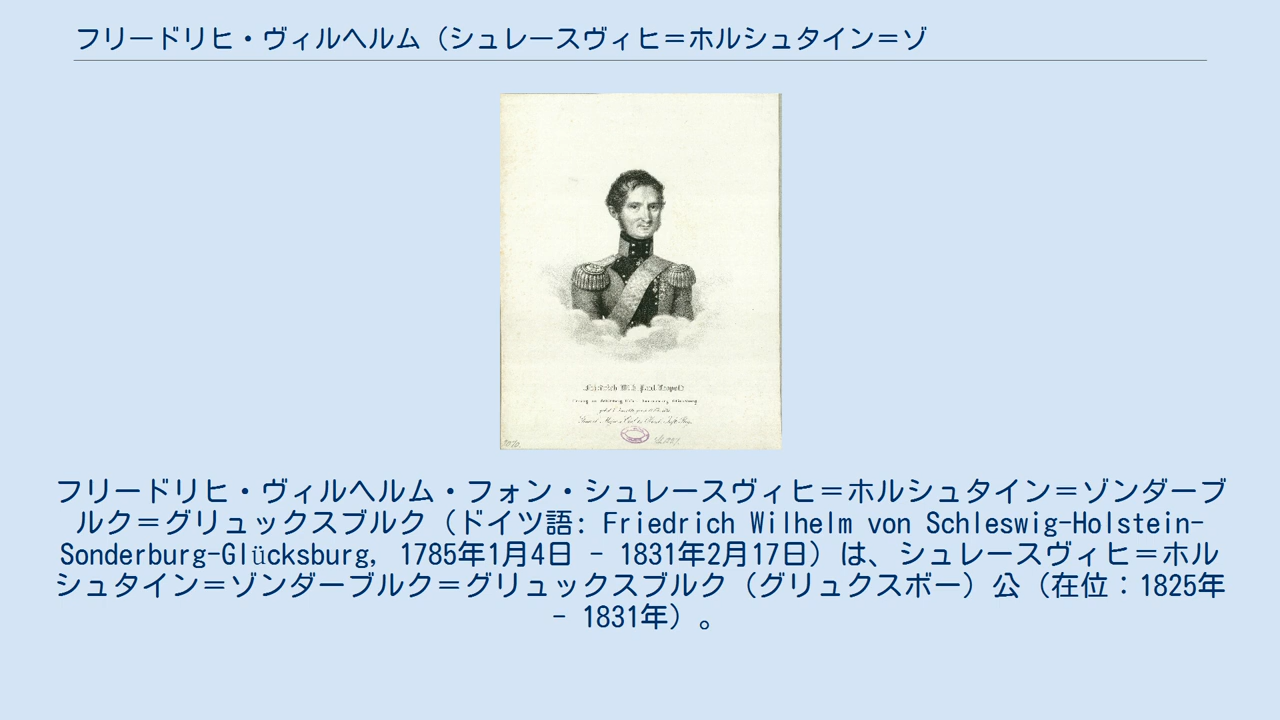 フリードリヒ・ヴィルヘルム（シュレースヴィヒ＝ホルシュタイン＝ゾ
Friedrich Wilh. Paul Leopold
フリードリヒ・ヴィルヘルム・フォン・シュレースヴィヒ＝ホルシュタイン＝ゾンダーブ
ルク＝グリュックスブルク（ドイツ語: Friedrich Wilhelm von Schleswig-Holstein-
Sonderburg-Glücksburg, 1785年1月4日 - 1831年2月17日）は、シュレースヴィヒ＝ホル
シュタイン＝ゾンダーブルク＝グリュックスブルク（グリュクスボー）公（在位：1825年
- 1831年）。